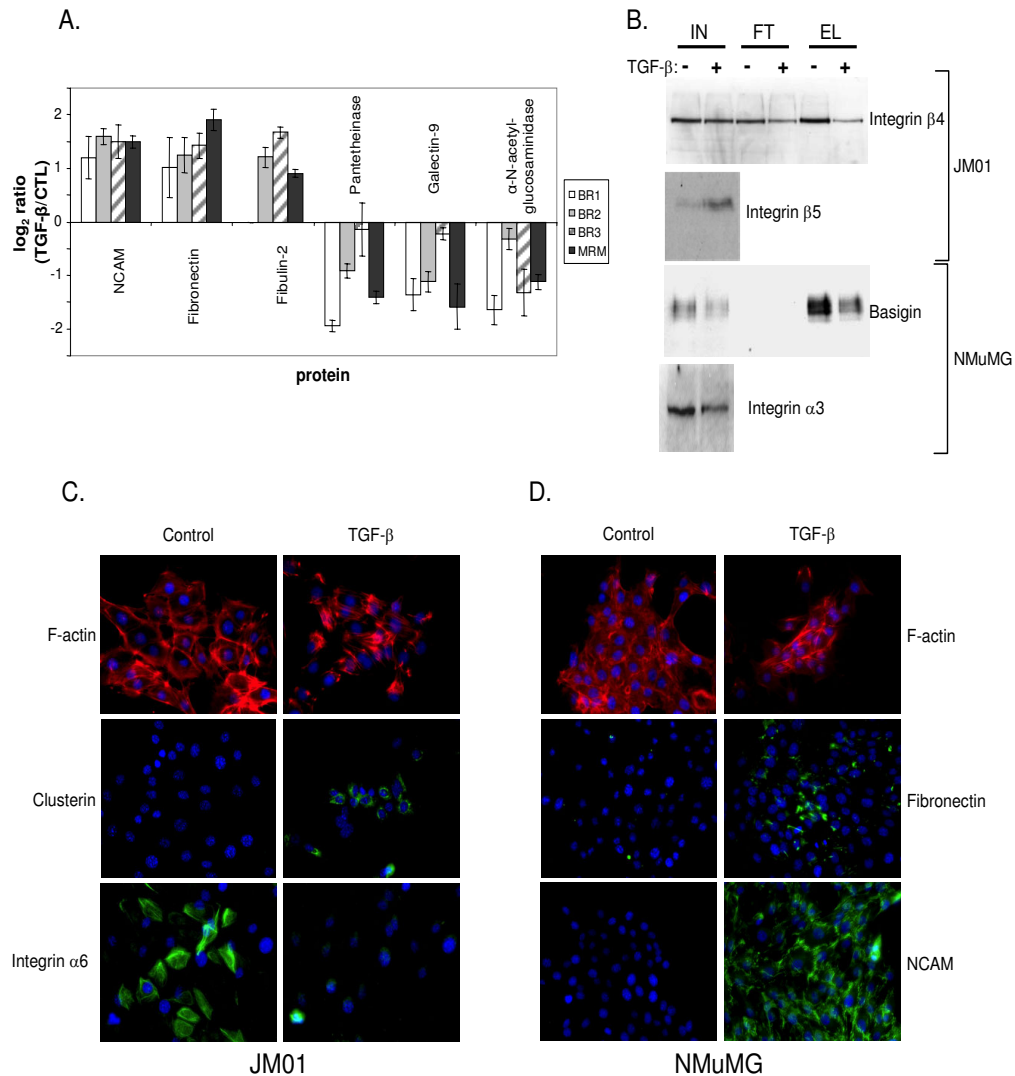 A.
log2 ratio
(TGF-β/CTL)
2
1
0
-1
-2
NCAM
Fibronectin
Fibulin-2
Pantetheinase
Galectin-9
α-N-acetyl-
glucosaminidase
protein
BR1
BR2
BR3
MRM
B.
IN FT EL
TGF-β: - + - + - +
Integrin β4
Integrin β5
JM01
Basigin
Integrin α3
NMuMG
C.
Control TGF-β
F-actin
Clusterin
Integrin α6
JM01
D.
Control TGF-β
F-actin
Fibronectin
NCAM
NMuMG